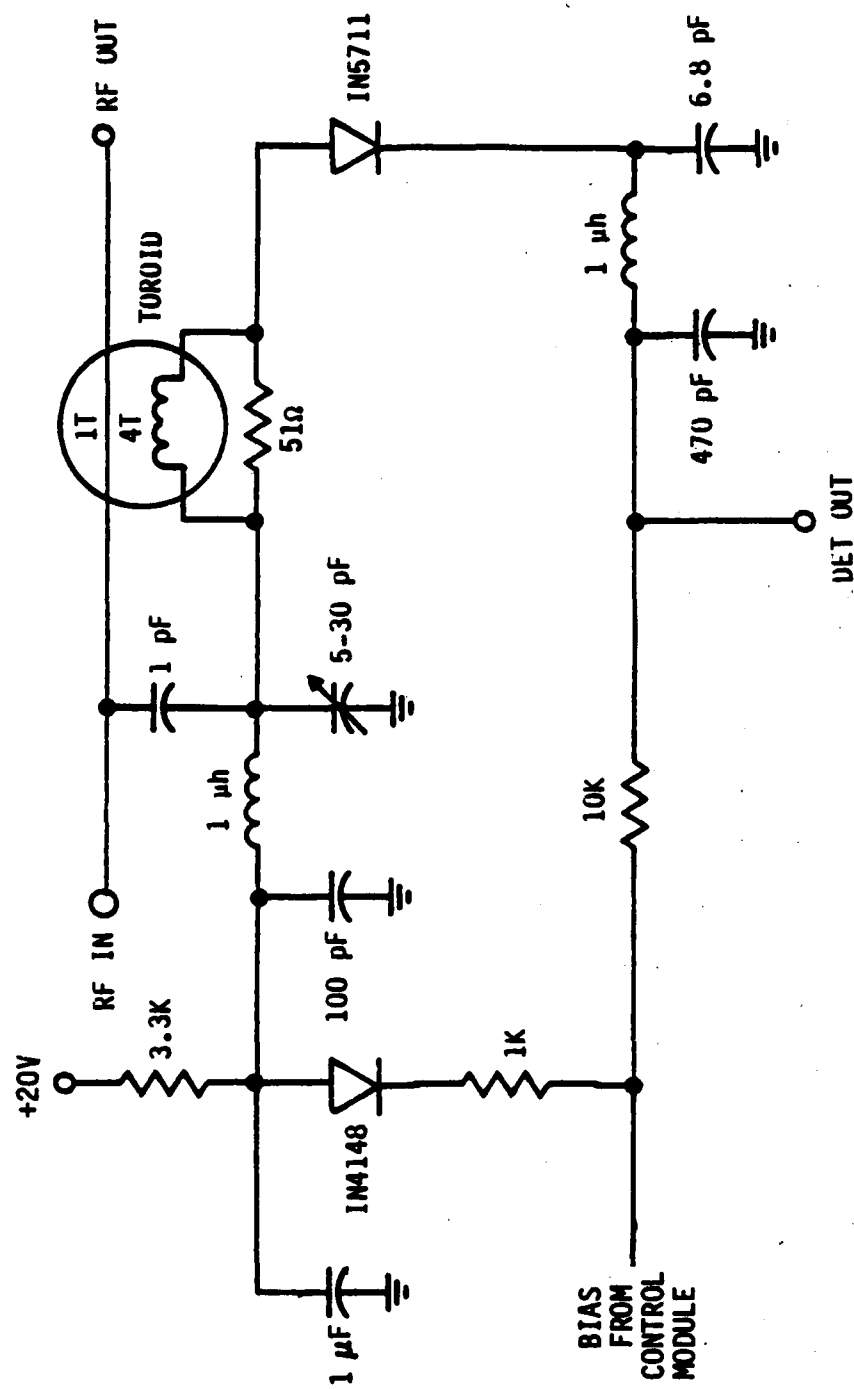 +20V
3.3K
RF IN
1 µh
1 pF
1T
4T
TOROID
RF OUT
51Ω
IN5711
5-30 pF
100 pF
1 µF
IN4148
1K
10K
1 µh
470 pF
6.8 pF
BIAS
FROM
CONTROL
MODULE
DET OUT